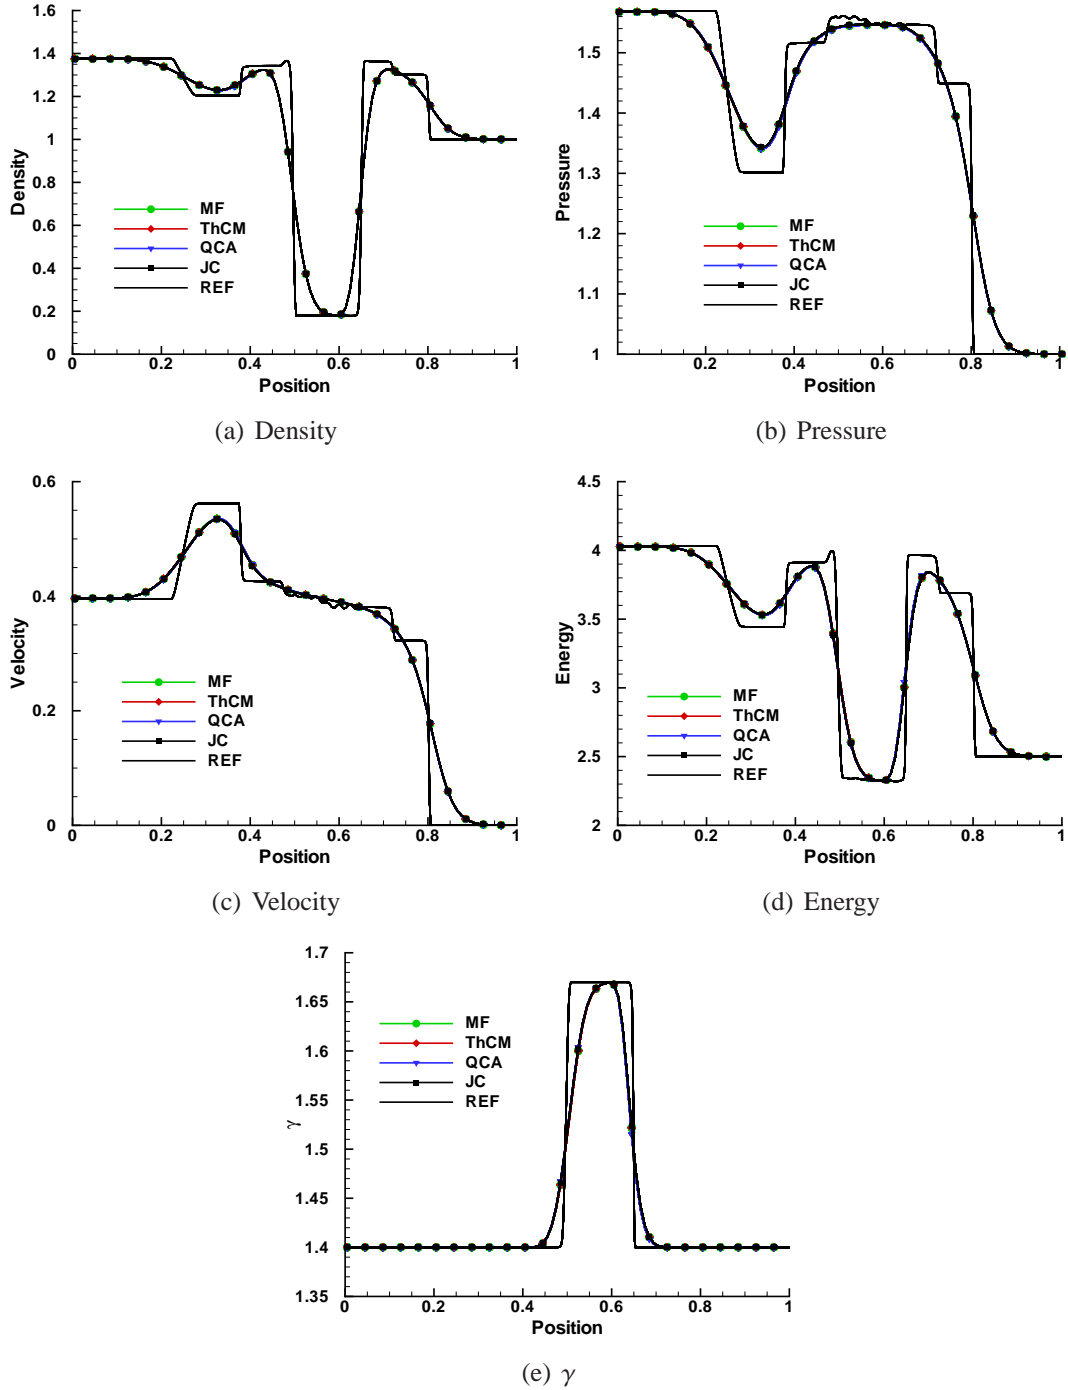 1.6
1.4
1.2
1
0.8
0.6
0.4
0.2
0
Density
MF
ThCM
QCA
JC
REF
0
0.2
0.4
0.6
0.8
1
Position
(a) Density
1.5
1.4
1.3
1.2
1.1
1
Pressure
MF
ThCM
QCA
JC
REF
0
0.2
0.4
0.6
0.8
1
Position
(b) Pressure
0.6
0.4
0.2
0
Velocity
MF
ThCM
QCA
JC
REF
0
0.2
0.4
0.6
0.8
1
Position
(c) Velocity
4.5
4
3.5
3
2.5
2
Energy
MF
ThCM
QCA
JC
REF
0
0.2
0.4
0.6
0.8
1
Position
(d) Energy
1.7
1.65
1.6
1.55
1.5
1.45
1.4
1.35
γ
MF
ThCM
QCA
JC
REF
0
0.2
0.4
0.6
0.8
1
Position
(e) γ